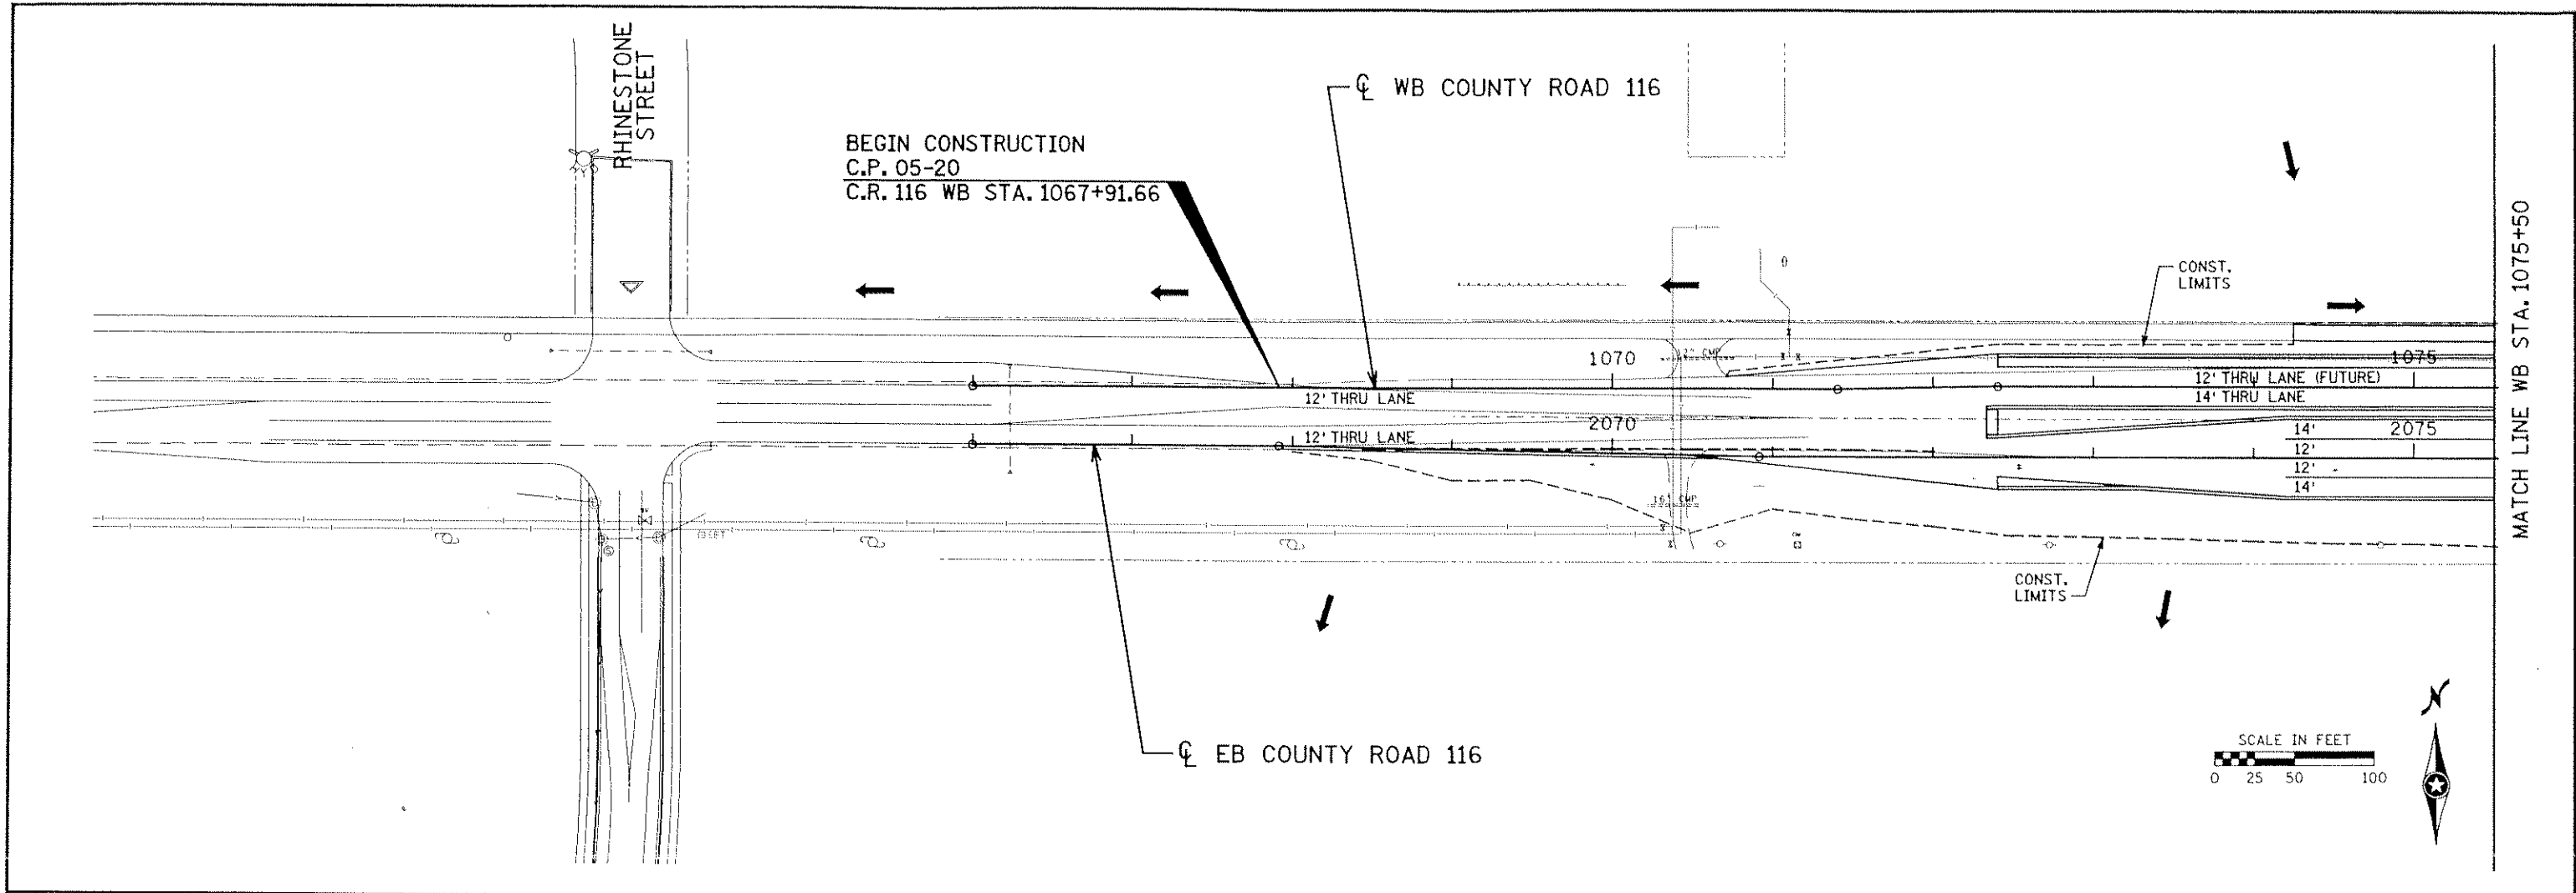 RHINESTONE
STREET
℄ WB COUNTY ROAD 116
BEGIN CONSTRUCTION
C.P. 05-20
C.R. 116 WB STA. 1067+91.66
CONST.
LIMITS
1070
1075
12' THRU LANE (FUTURE)
12' THRU LANE
14' THRU LANE
2070
2075
12' THRU LANE
14'
12'
12'
14'
CONST.
LIMITS
℄ EB COUNTY ROAD 116
MATCH LINE WB STA. 1075+50
N
SCALE IN FEET
0 25 50 100